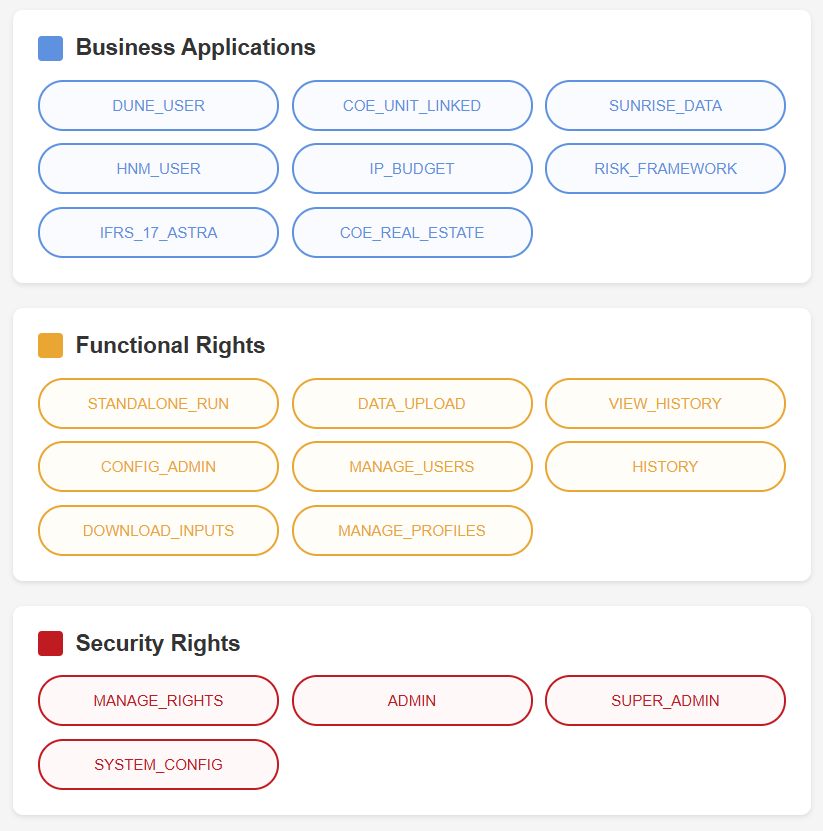 Business Applications
DUNE_USER
COE_UNIT_LINKED
SUNRISE_DATA
HNM_USER
IP_BUDGET
RISK_FRAMEWORK
IFRS_17_ASTRA
COE_REAL_ESTATE
Functional Rights
STANDALONE_RUN
DATA_UPLOAD
VIEW_HISTORY
CONFIG_ADMIN
MANAGE_USERS
HISTORY
DOWNLOAD_INPUTS
MANAGE_PROFILES
Security Rights
MANAGE_RIGHTS
ADMIN
SUPER_ADMIN
SYSTEM_CONFIG